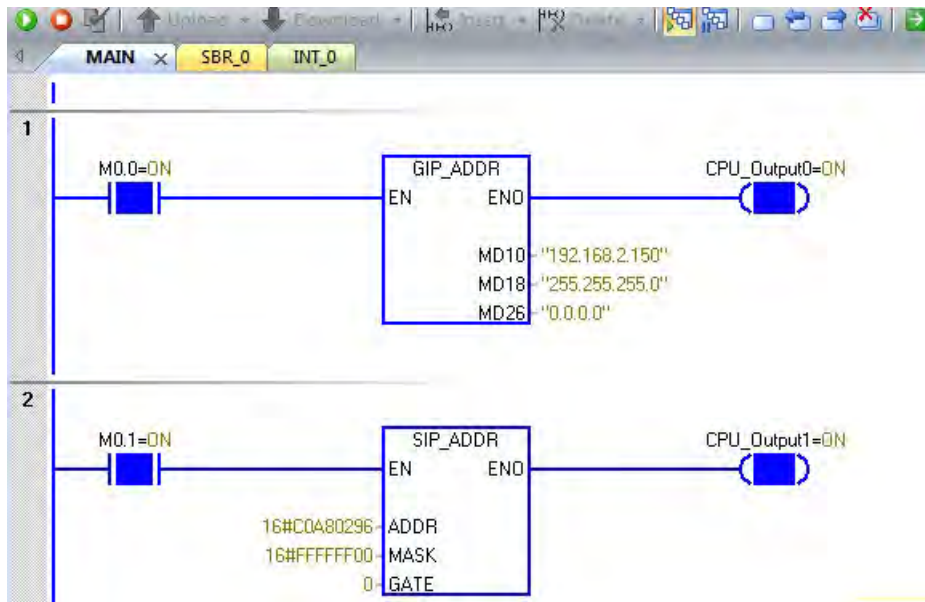 Upload Download Insert Delete
MAIN SBR_0 INT_0
1
M0.0=ON GIP_ADDR CPU_Output0=ON
EN ENO
MD10 "192.168.2.150"
MD18 "255.255.255.0"
MD26 "0.0.0.0"
2
M0.1=ON SIP_ADDR CPU_Output1=ON
EN ENO
16#C0A80296 ADDR
16#FFFFFF00 MASK
0 GATE